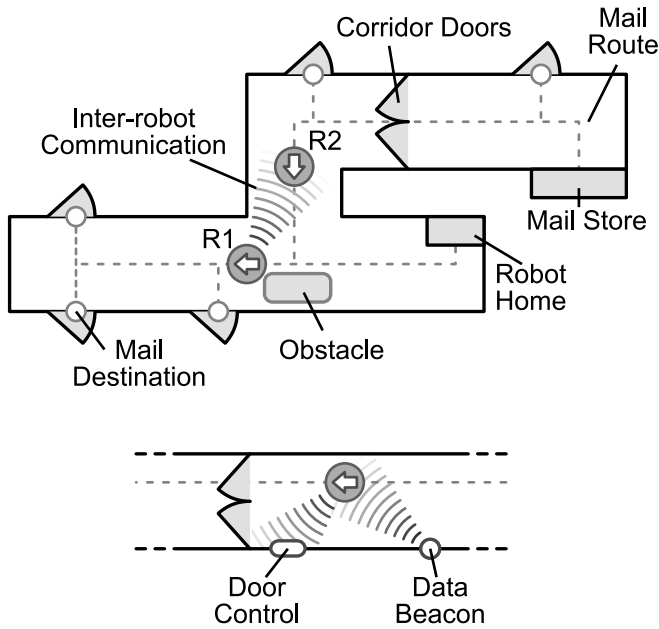 Corridor Doors
Mail
Route
Inter-robot
Communication
R2
R1
Mail Store
Robot
Home
Mail
Destination
Obstacle
Door
Control
Data
Beacon